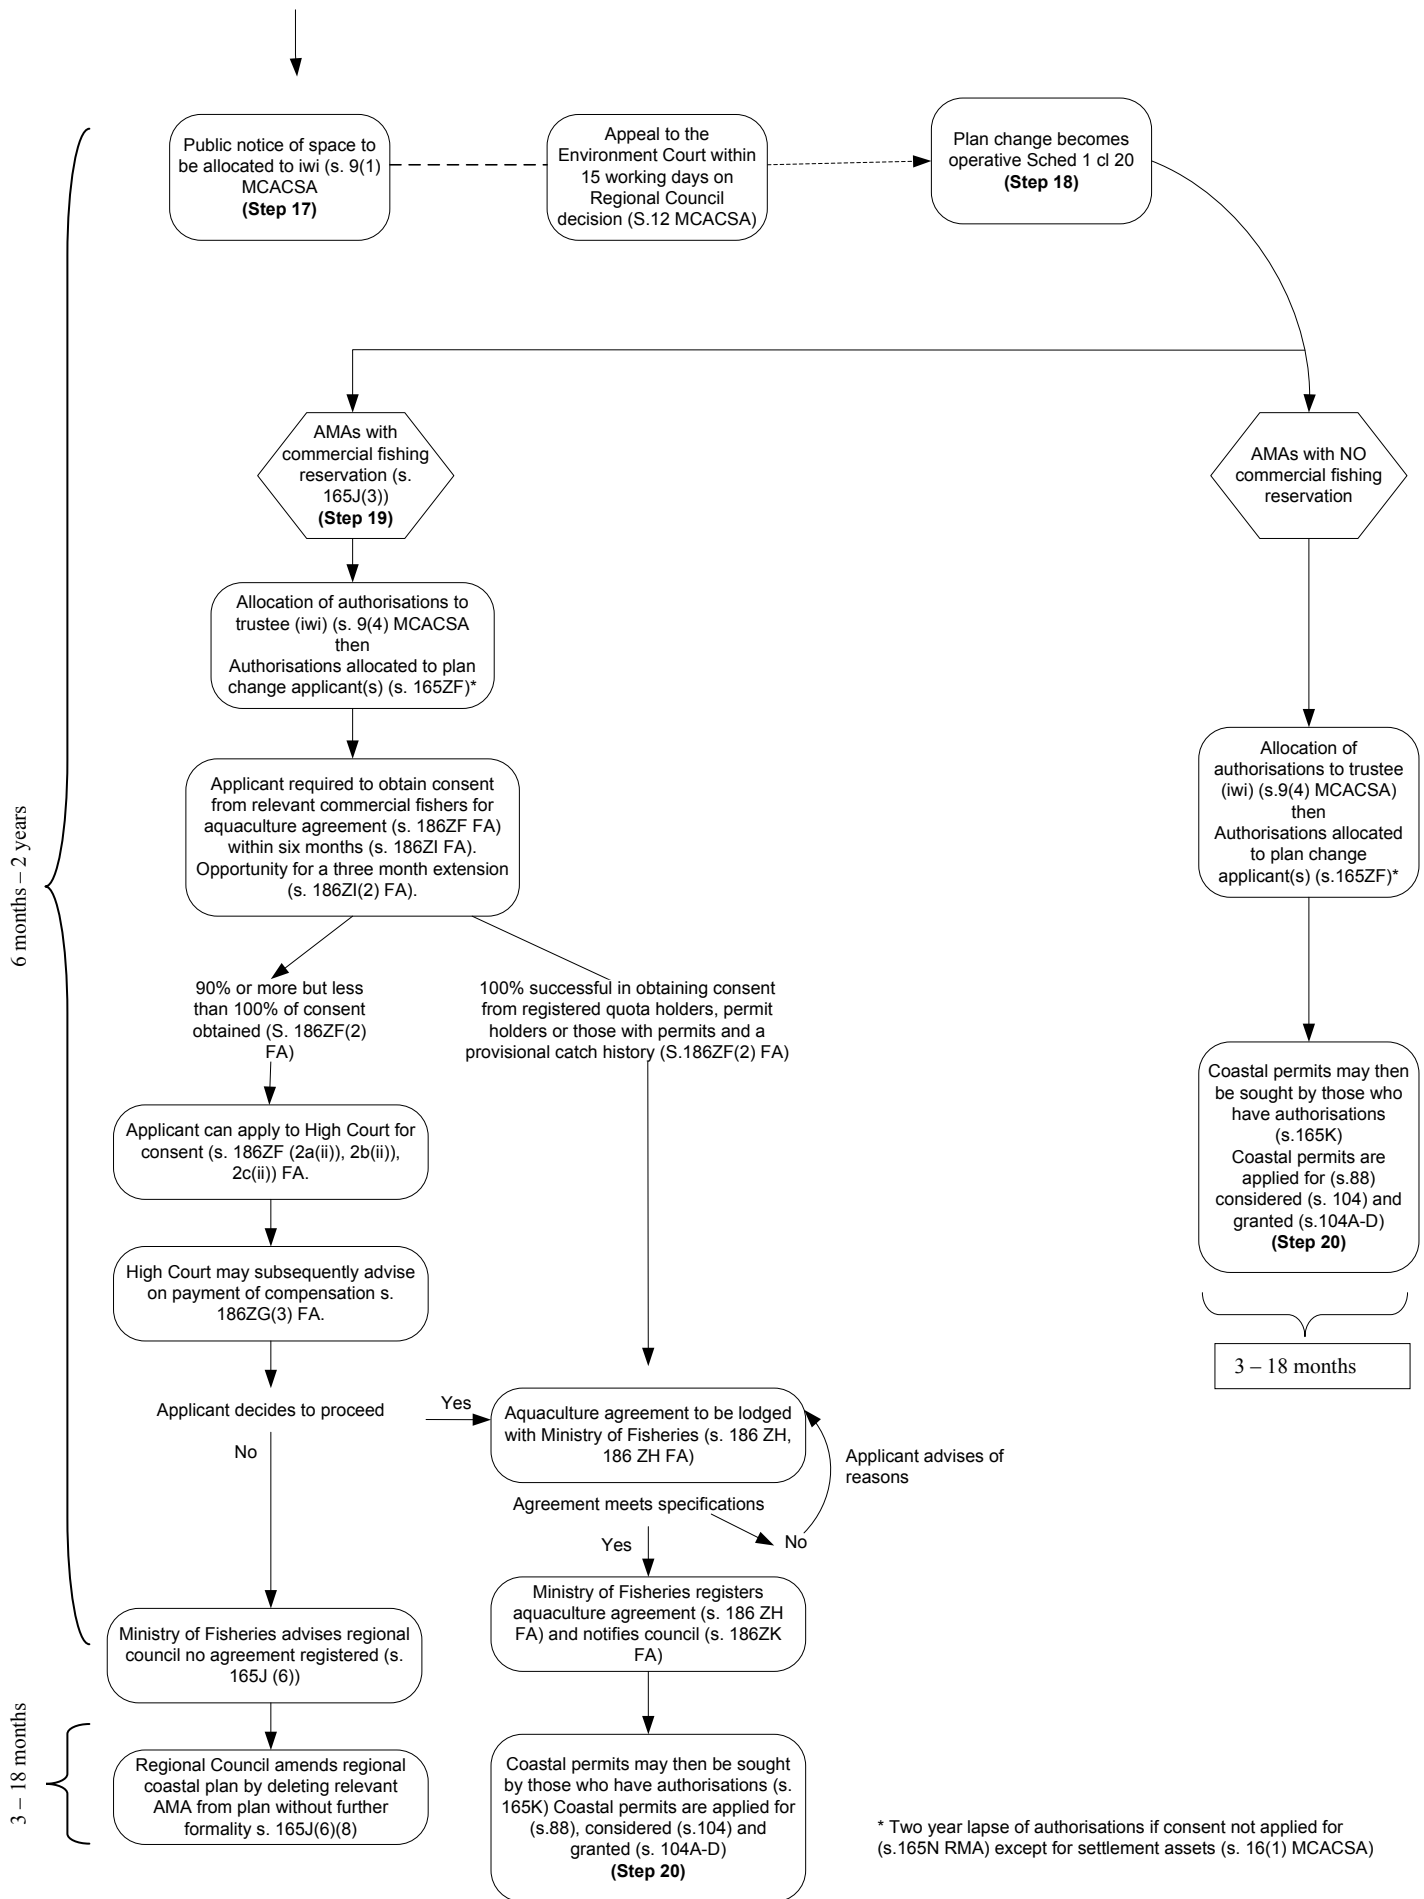 Public notice of space to
be allocated to iwi (s. 9(1)
MCACSA
(Step 17)
Appeal to the
Environment Court within
15 working days on
Regional Council
decision (S.12 MCACSA)
Plan change becomes
operative Sched 1 cl 20
(Step 18)
AMAs with
commercial fishing
reservation (s.
165J(3))
(Step 19)
AMAs with NO
commercial fishing
reservation
Allocation of authorisations to
trustee (iwi) (s. 9(4) MCACSA
then
Authorisations allocated to plan
change applicant(s) (s. 165ZF)*
Allocation of
authorisations to trustee
(iwi) (s.9(4) MCACSA)
then
Authorisations allocated
to plan change
applicant(s) (s.165ZF)*
Applicant required to obtain consent
from relevant commercial fishers for
aquaculture agreement (s. 186ZF FA)
within six months (s. 186ZI FA).
Opportunity for a three month extension
(s. 186ZI(2) FA).
6 months – 2 years
90% or more but less
than 100% of consent
obtained (S. 186ZF(2)
FA)
100% successful in obtaining consent
from registered quota holders, permit
holders or those with permits and a
provisional catch history (S.186ZF(2) FA)
Coastal permits may then
be sought by those who
have authorisations
(s.165K)
Coastal permits are
applied for (s.88)
considered (s. 104) and
granted (s.104A-D)
(Step 20)
3 – 18 months
Applicant can apply to High Court for
consent (s. 186ZF (2a(ii)), 2b(ii)),
2c(ii)) FA.
High Court may subsequently advise
on payment of compensation s.
186ZG(3) FA.
Applicant decides to proceed
Yes
No
Aquaculture agreement to be lodged
with Ministry of Fisheries (s. 186 ZH,
186 ZH FA)
Applicant advises of
reasons
Agreement meets specifications
No
Yes
Ministry of Fisheries registers
aquaculture agreement (s. 186 ZH
FA) and notifies council (s. 186ZK
FA)
Ministry of Fisheries advises regional
council no agreement registered (s.
165J (6))
3 – 18 months
Regional Council amends regional
coastal plan by deleting relevant
AMA from plan without further
formality s. 165J(6)(8)
Coastal permits may then be sought
by those who have authorisations (s.
165K) Coastal permits are applied for
(s.88), considered (s.104) and
granted (s. 104A-D)
(Step 20)
* Two year lapse of authorisations if consent not applied for
(s.165N RMA) except for settlement assets (s. 16(1) MCACSA)